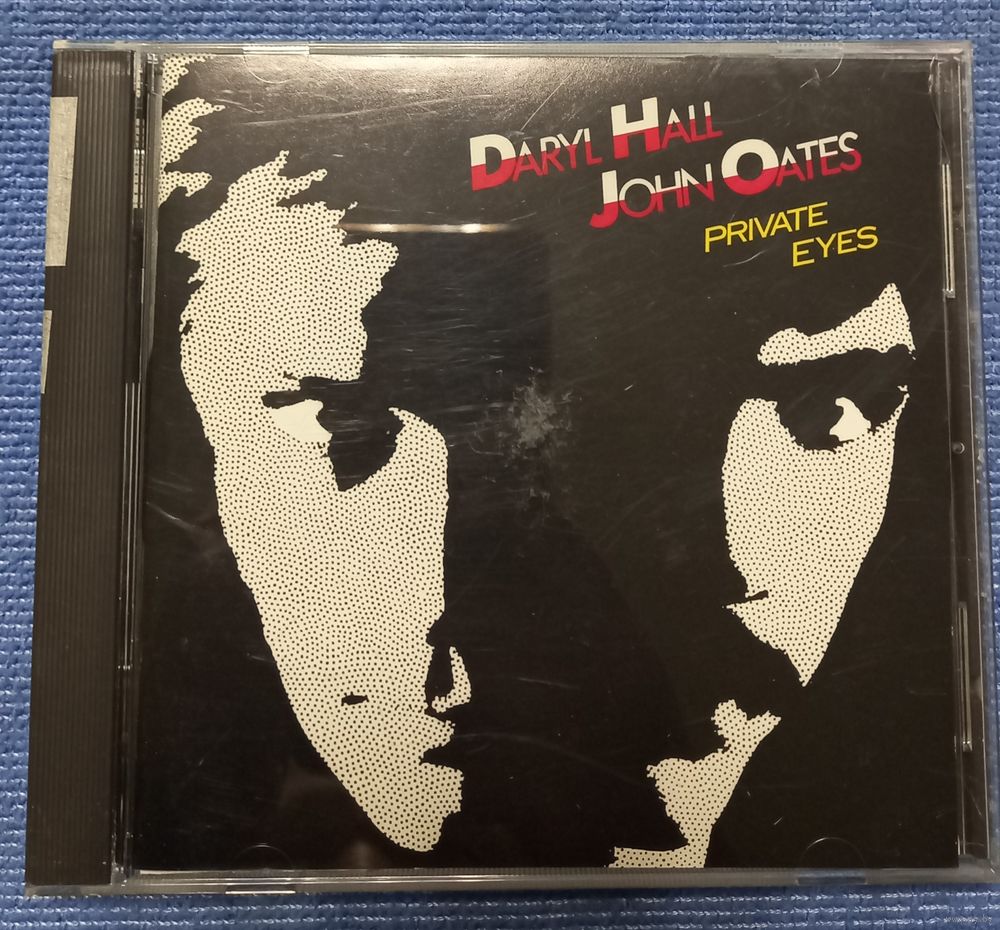 DARYL HALL
JOHN OATES
PRIVATE
EYES